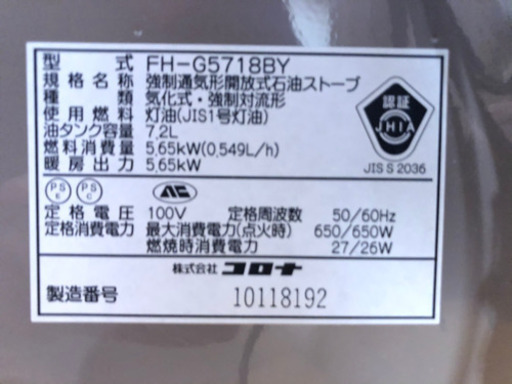 型式 FH-G5718BY
規格名称 強制通気形開放式石油ストーブ
種類 気化式・強制対流形
使用燃料 灯油(JIS1号灯油)
油タンク容量 7.2L
燃料消費量 5.65kW(0.549L/h)
暖房出力 5.65kW
認証
JHIA
JIS S 2036
PS E PS C
定格電圧 100V 定格周波数 50/60Hz
定格消費電力 最大消費電力(点火時) 650/650W
燃焼時消費電力 27/26W
株式会社 コロナ
製造番号 10118192